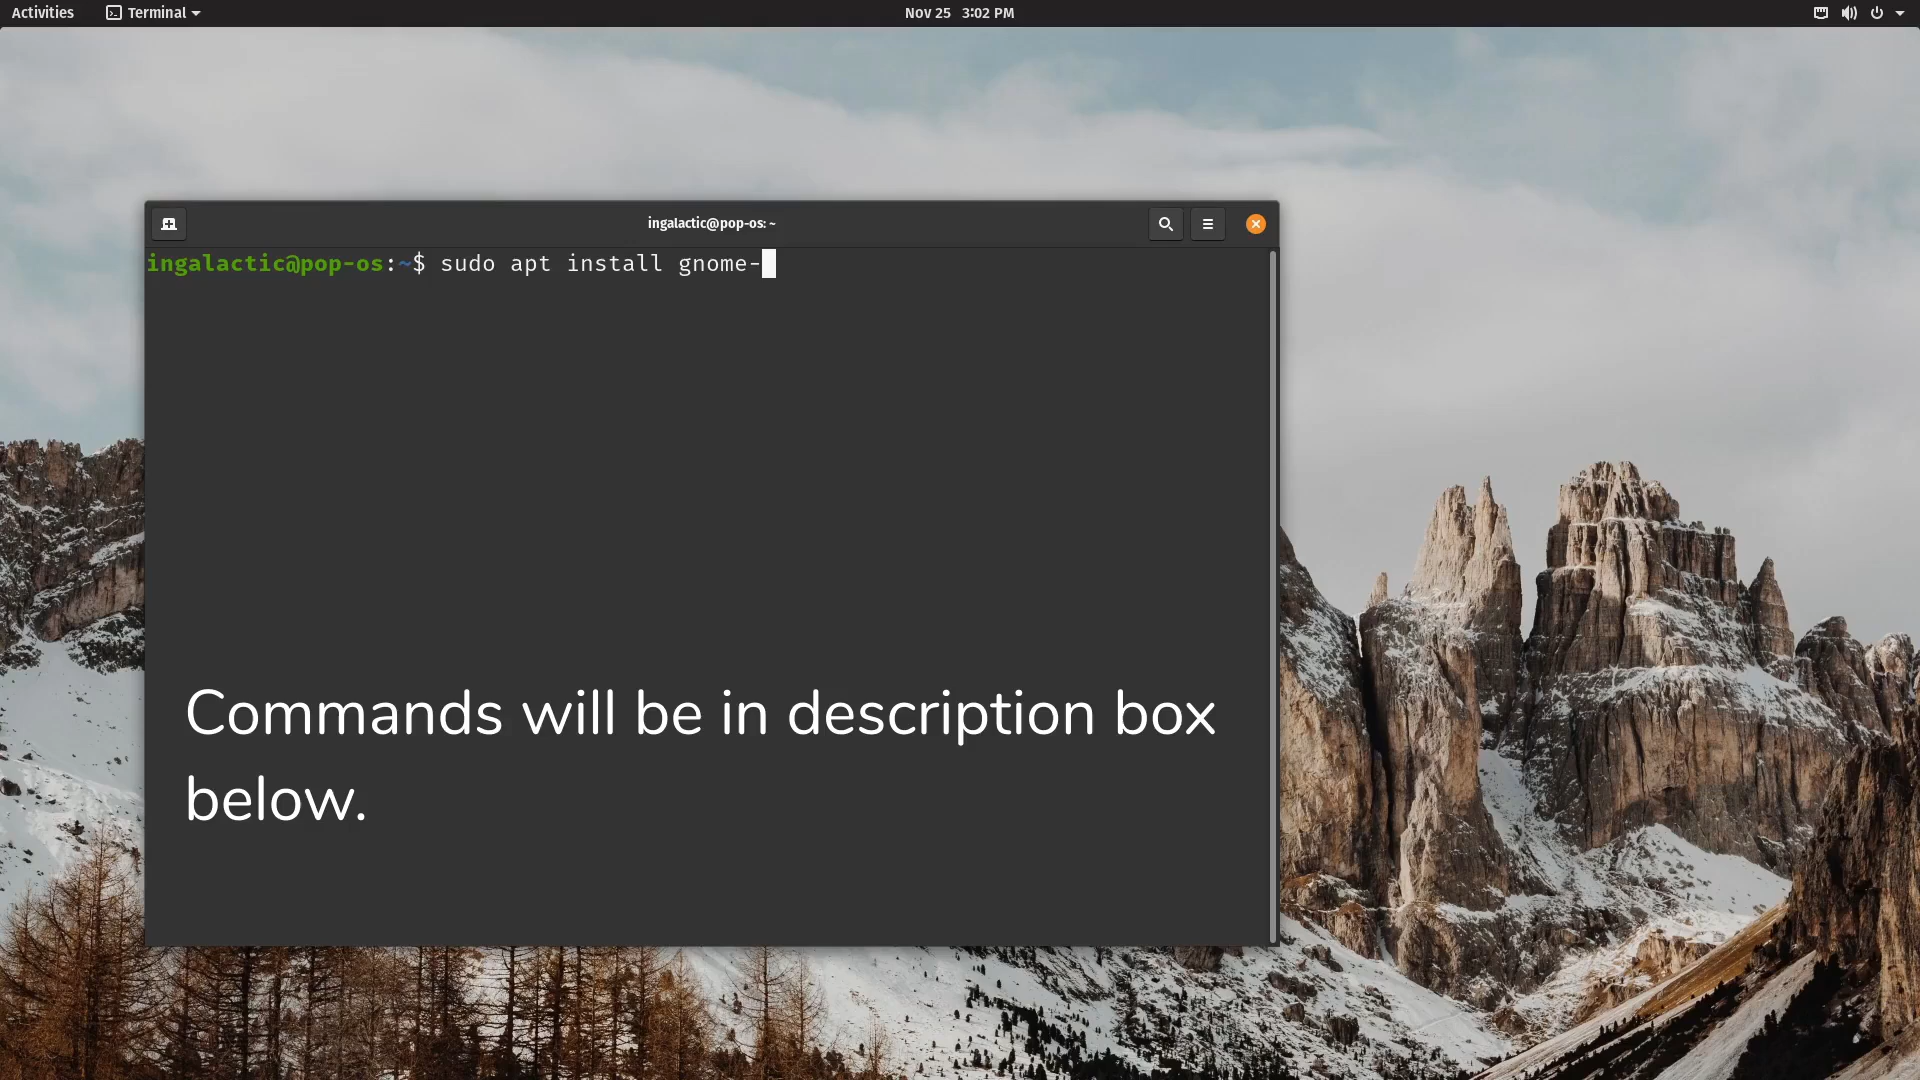 Activities
Terminal
Nov 25 3:02 PM
ingalactic@pop-os: ~
ingalactic@pop-os:~$ sudo apt install gnome-
Commands will be in description box
below.